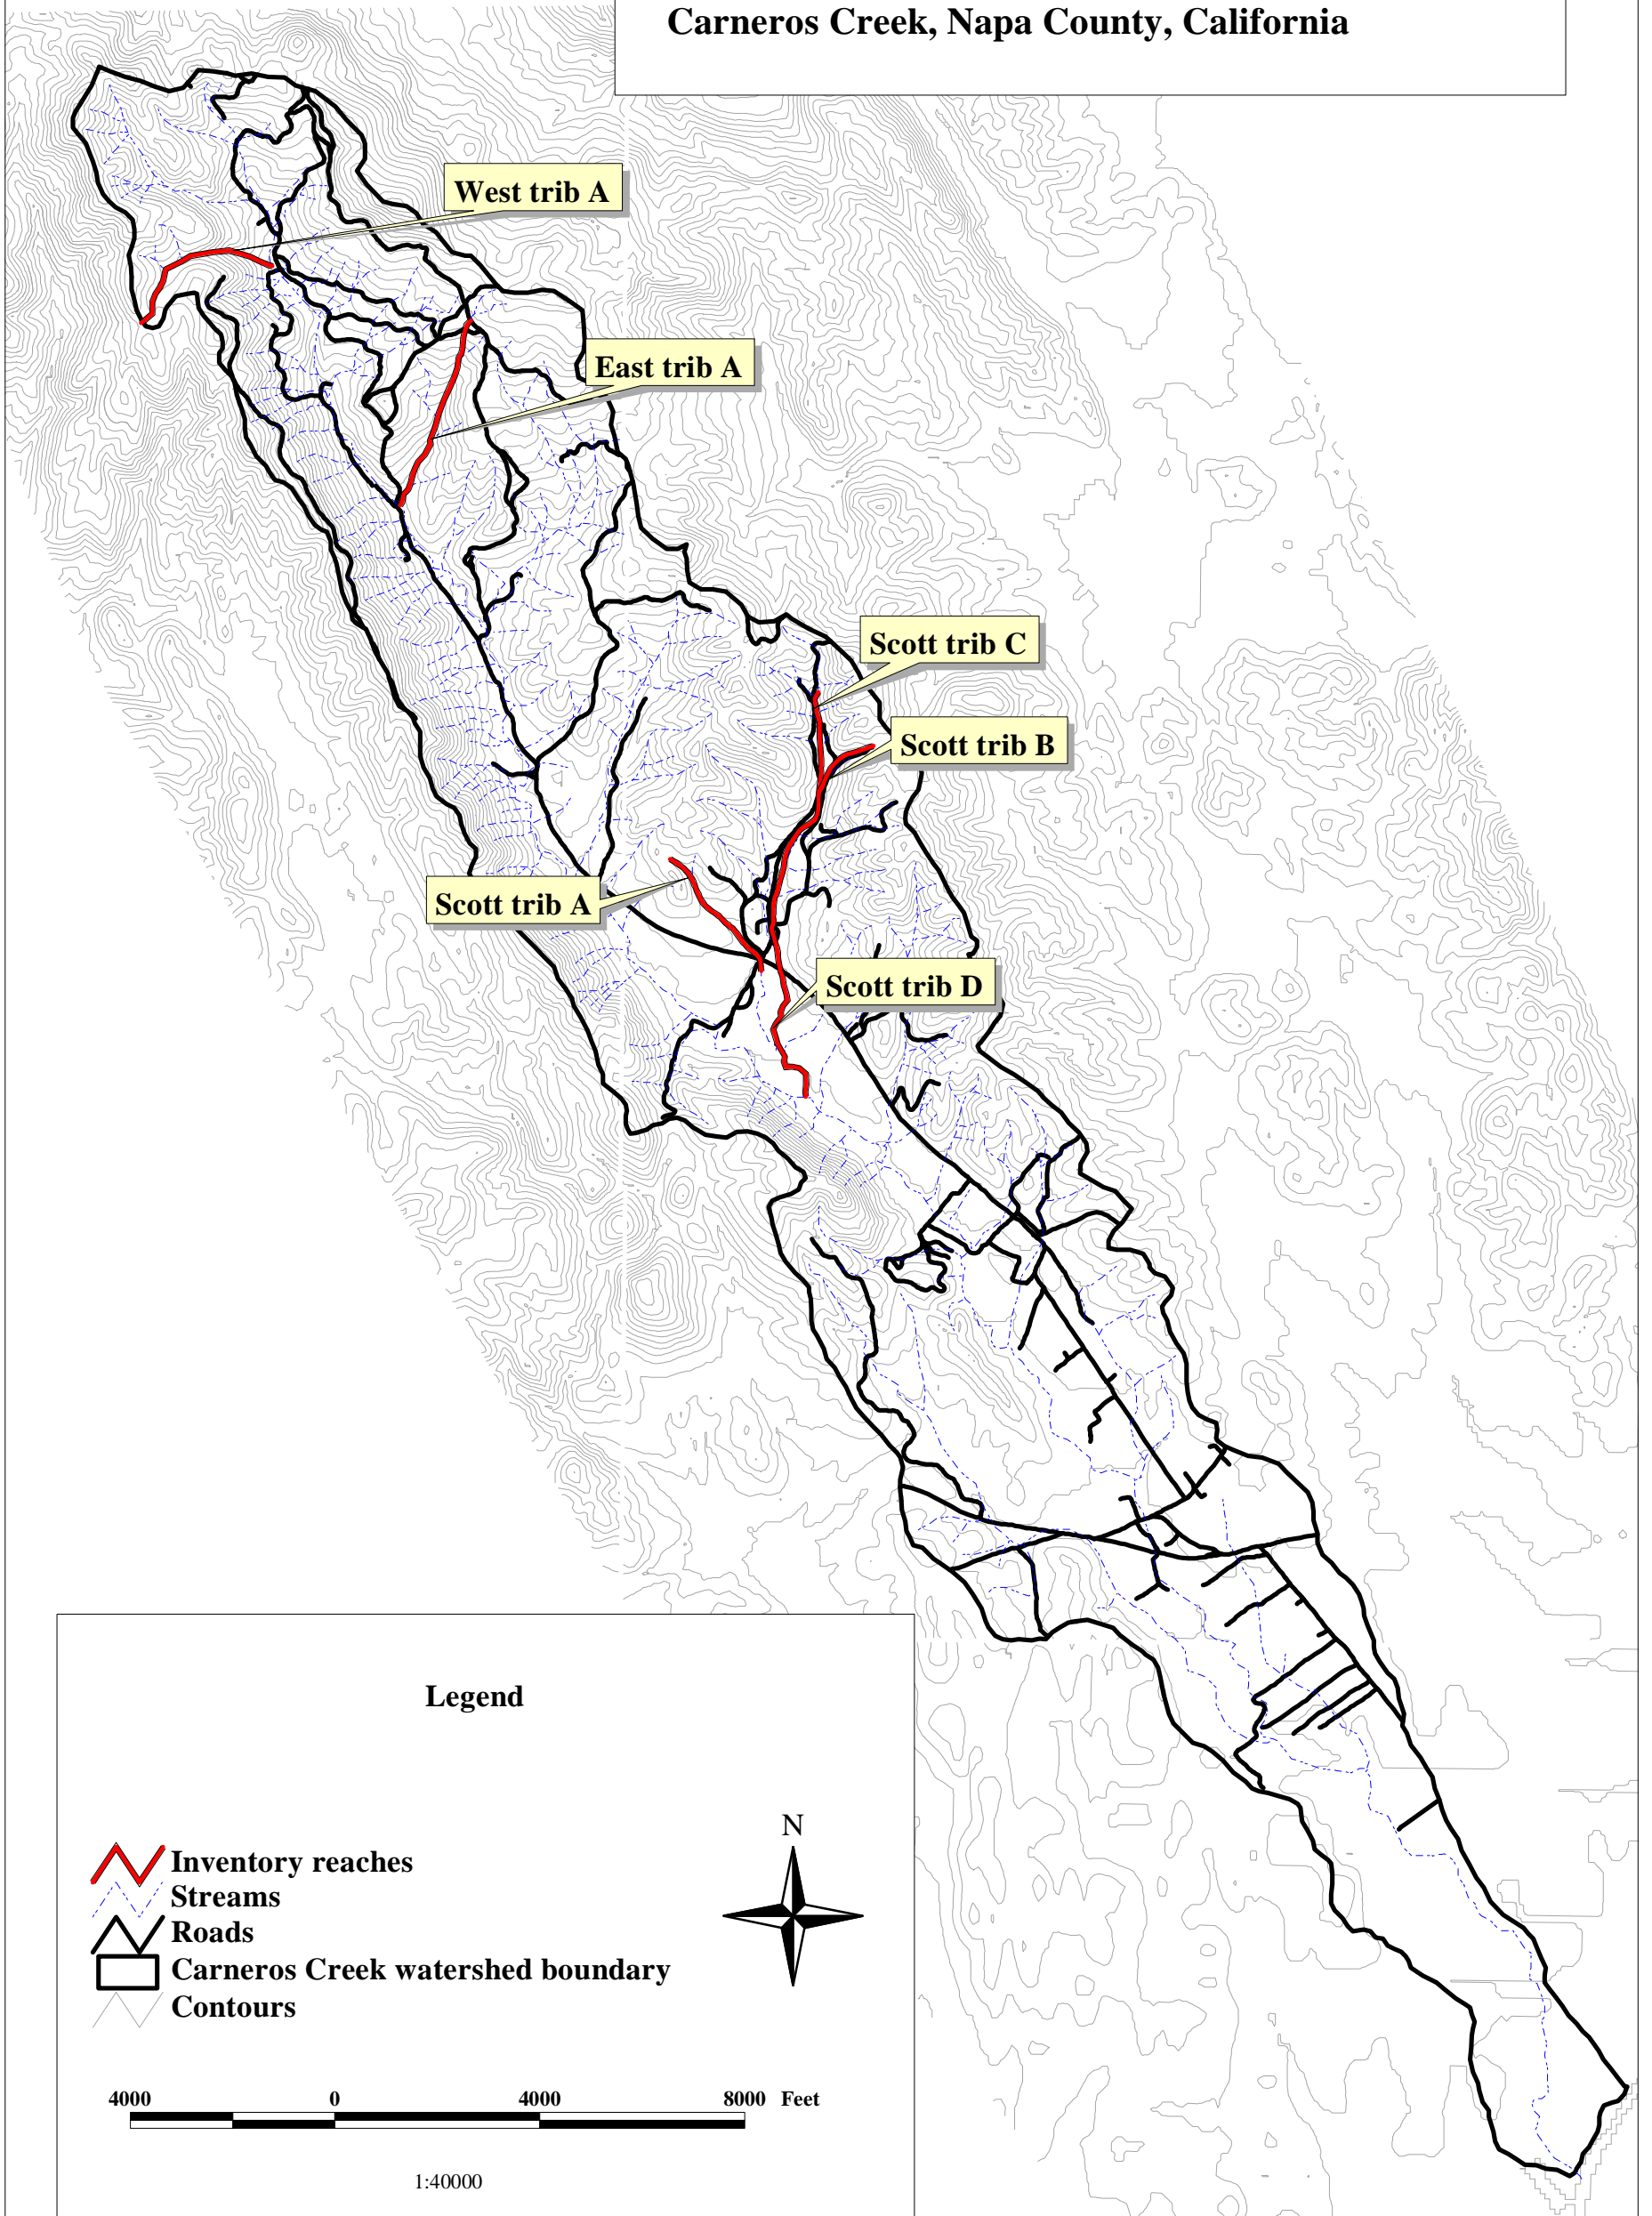 Carneros Creek, Napa County, California
West trib A
East trib A
Scott trib C
Scott trib B
Scott trib A
Scott trib D
Legend
N
Inventory reaches
Streams
Roads
Carneros Creek watershed boundary
Contours
4000 0 4000 8000 Feet
1:40000